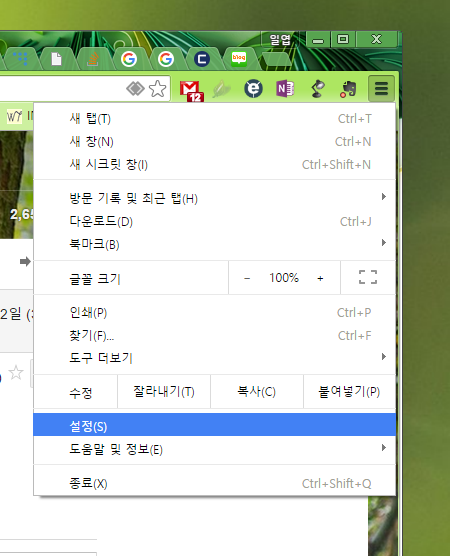 일엽
blog
12
WY
새 탭(T) Ctrl+T
새 창(N) Ctrl+N
새 시크릿 창(I) Ctrl+Shift+N
방문 기록 및 최근 탭(H)
2,65
다운로드(D) Ctrl+J
북마크(B)
글꼴 크기 − 100% +
인쇄(P) Ctrl+P
2일 (
찾기(F)... Ctrl+F
도구 더보기
수정 잘라내기(T) 복사(C) 붙여넣기(P)
설정(S)
도움말 및 정보(E)
종료(X) Ctrl+Shift+Q